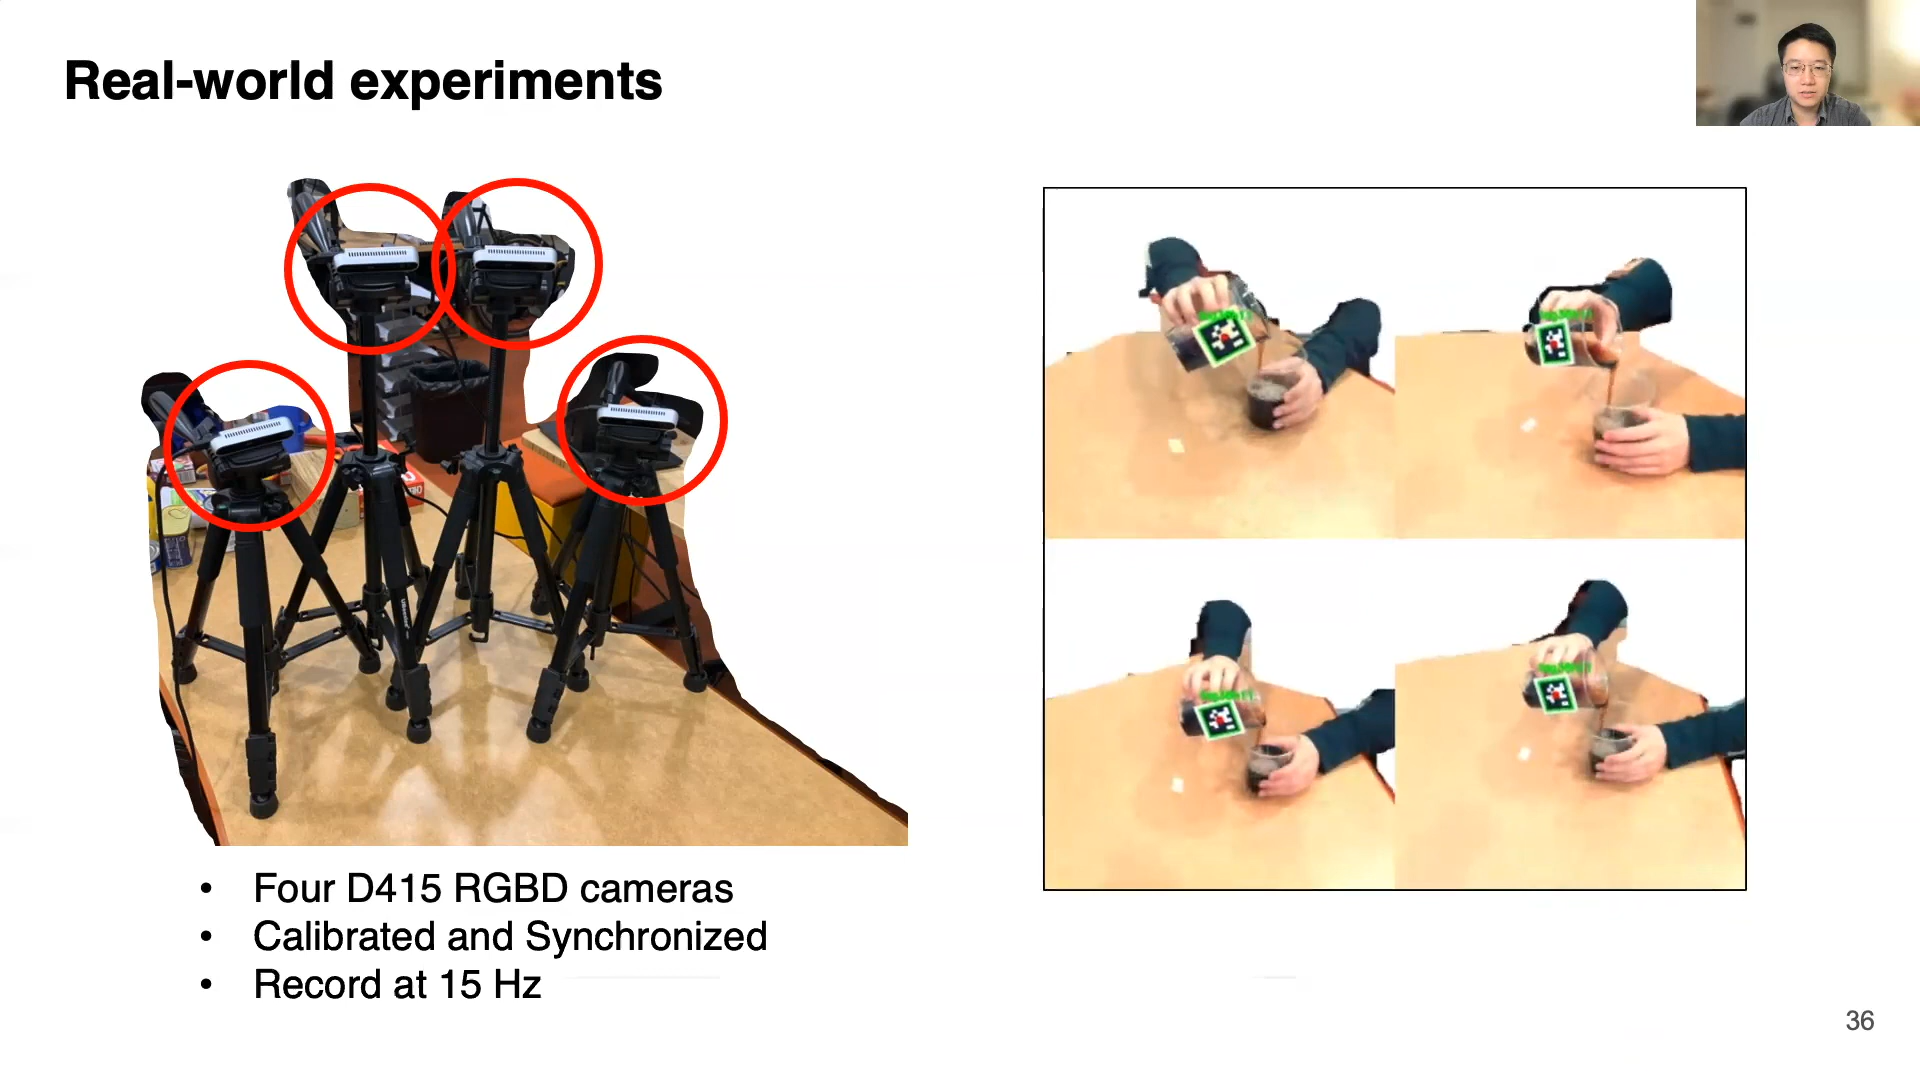 Real-world experiments
• Four D415 RGBD cameras
• Calibrated and Synchronized
• Record at 15 Hz
36